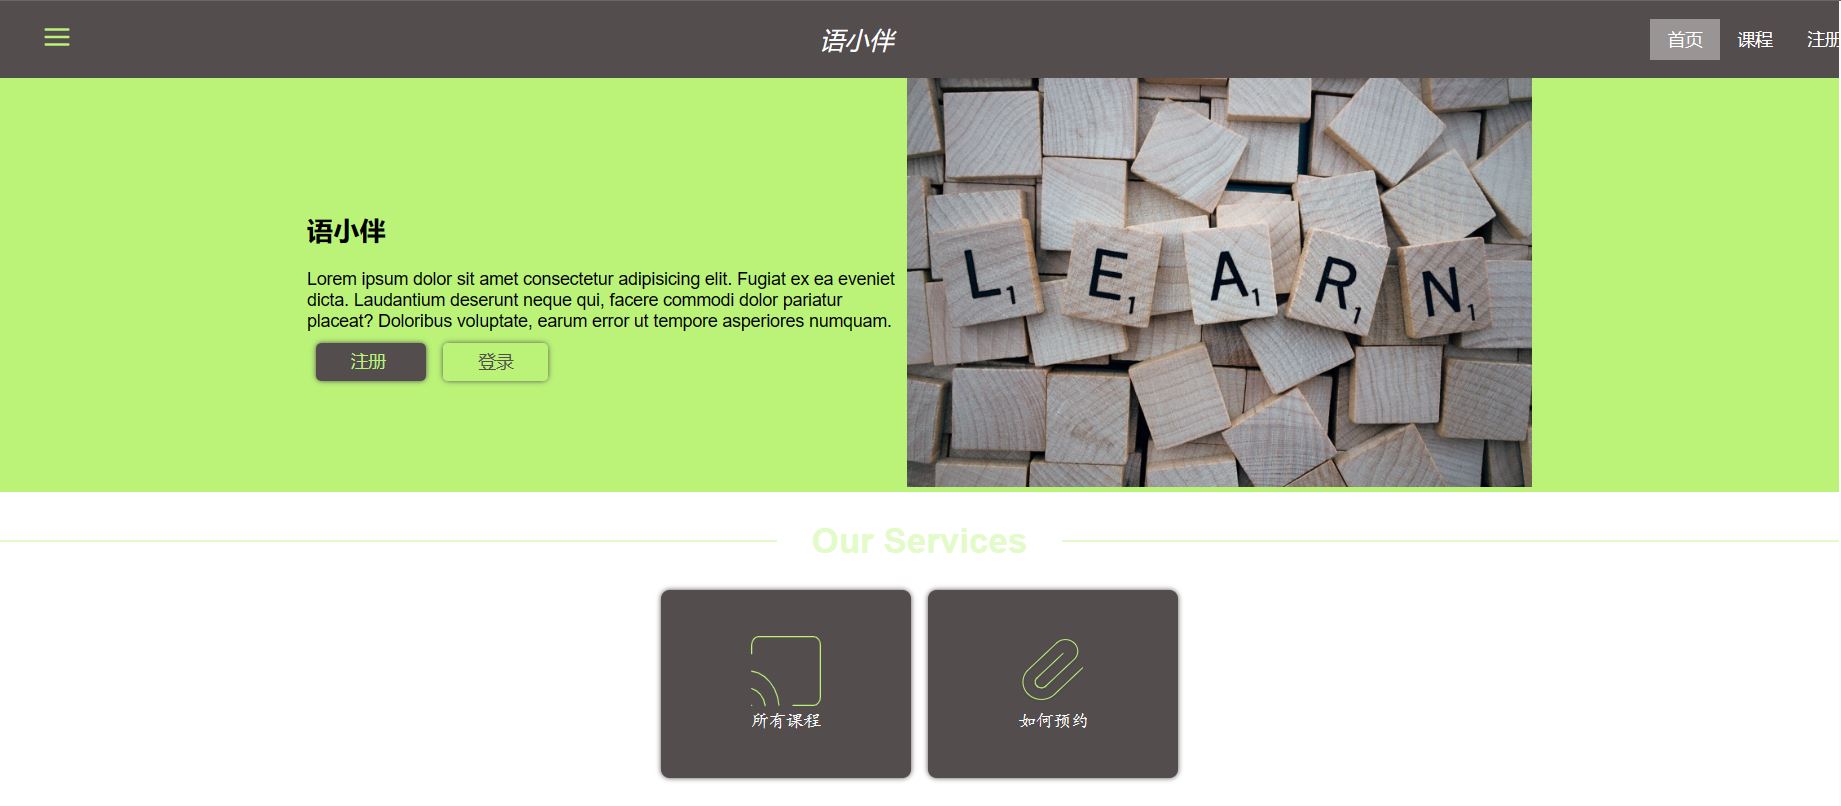 语小伴
首页 课程 注册
语小伴
Lorem ipsum dolor sit amet consectetur adipisicing elit. Fugiat ex ea eveniet
dicta. Laudantium deserunt neque qui, facere commodi dolor pariatur
placeat? Doloribus voluptate, earum error ut tempore asperiores numquam.
注册 登录
L1 E1 A1 R1 N1
Our Services
所有课程 如何预约